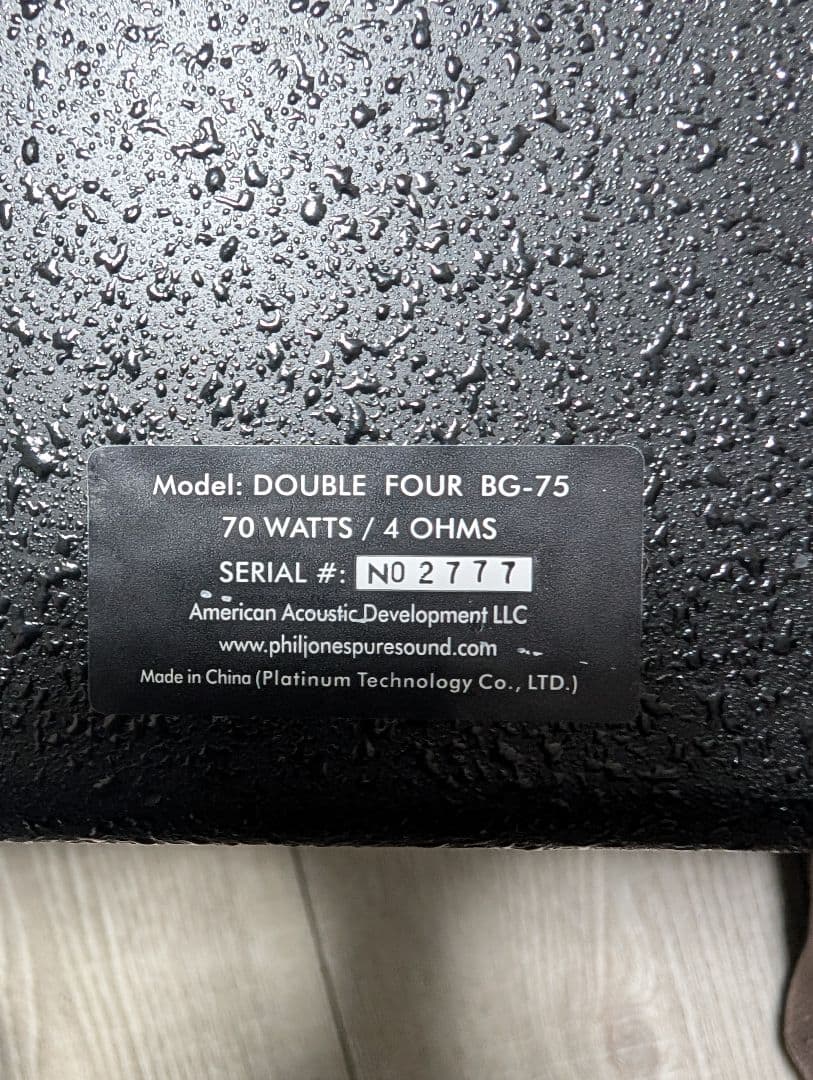 Model: DOUBLE FOUR BG-75
70 WATTS / 4 OHMS
SERIAL #: NO 2777
American Acoustic Development LLC
www.philjonespuresound.com
Made in China (Platinum Technology Co., LTD.)